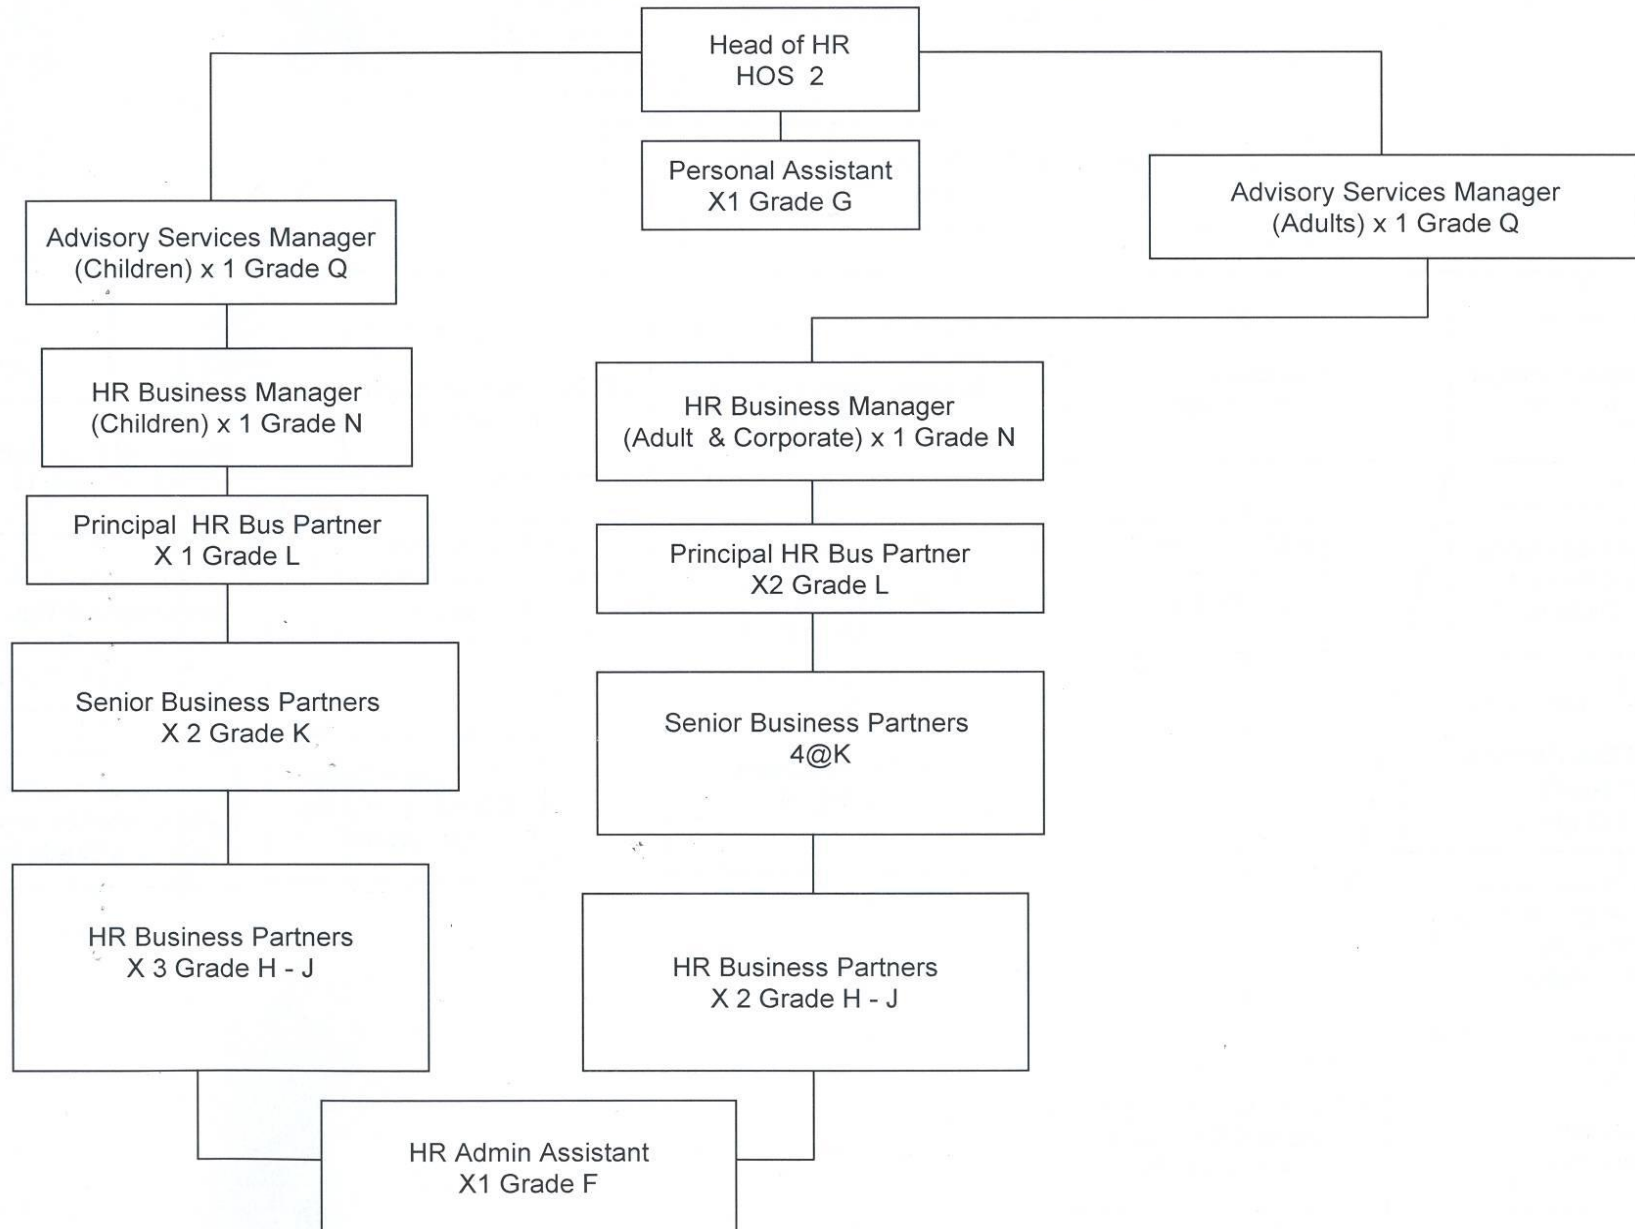 Head of HR
HOS 2
Personal Assistant
X1 Grade G
Advisory Services Manager
(Adults) x 1 Grade Q
Advisory Services Manager
(Children) x 1 Grade Q
HR Business Manager
(Children) x 1 Grade N
HR Business Manager
(Adult & Corporate) x 1 Grade N
Principal HR Bus Partner
X 1 Grade L
Principal HR Bus Partner
X2 Grade L
Senior Business Partners
X 2 Grade K
Senior Business Partners
4@K
HR Business Partners
X 3 Grade H - J
HR Business Partners
X 2 Grade H - J
HR Admin Assistant
X1 Grade F